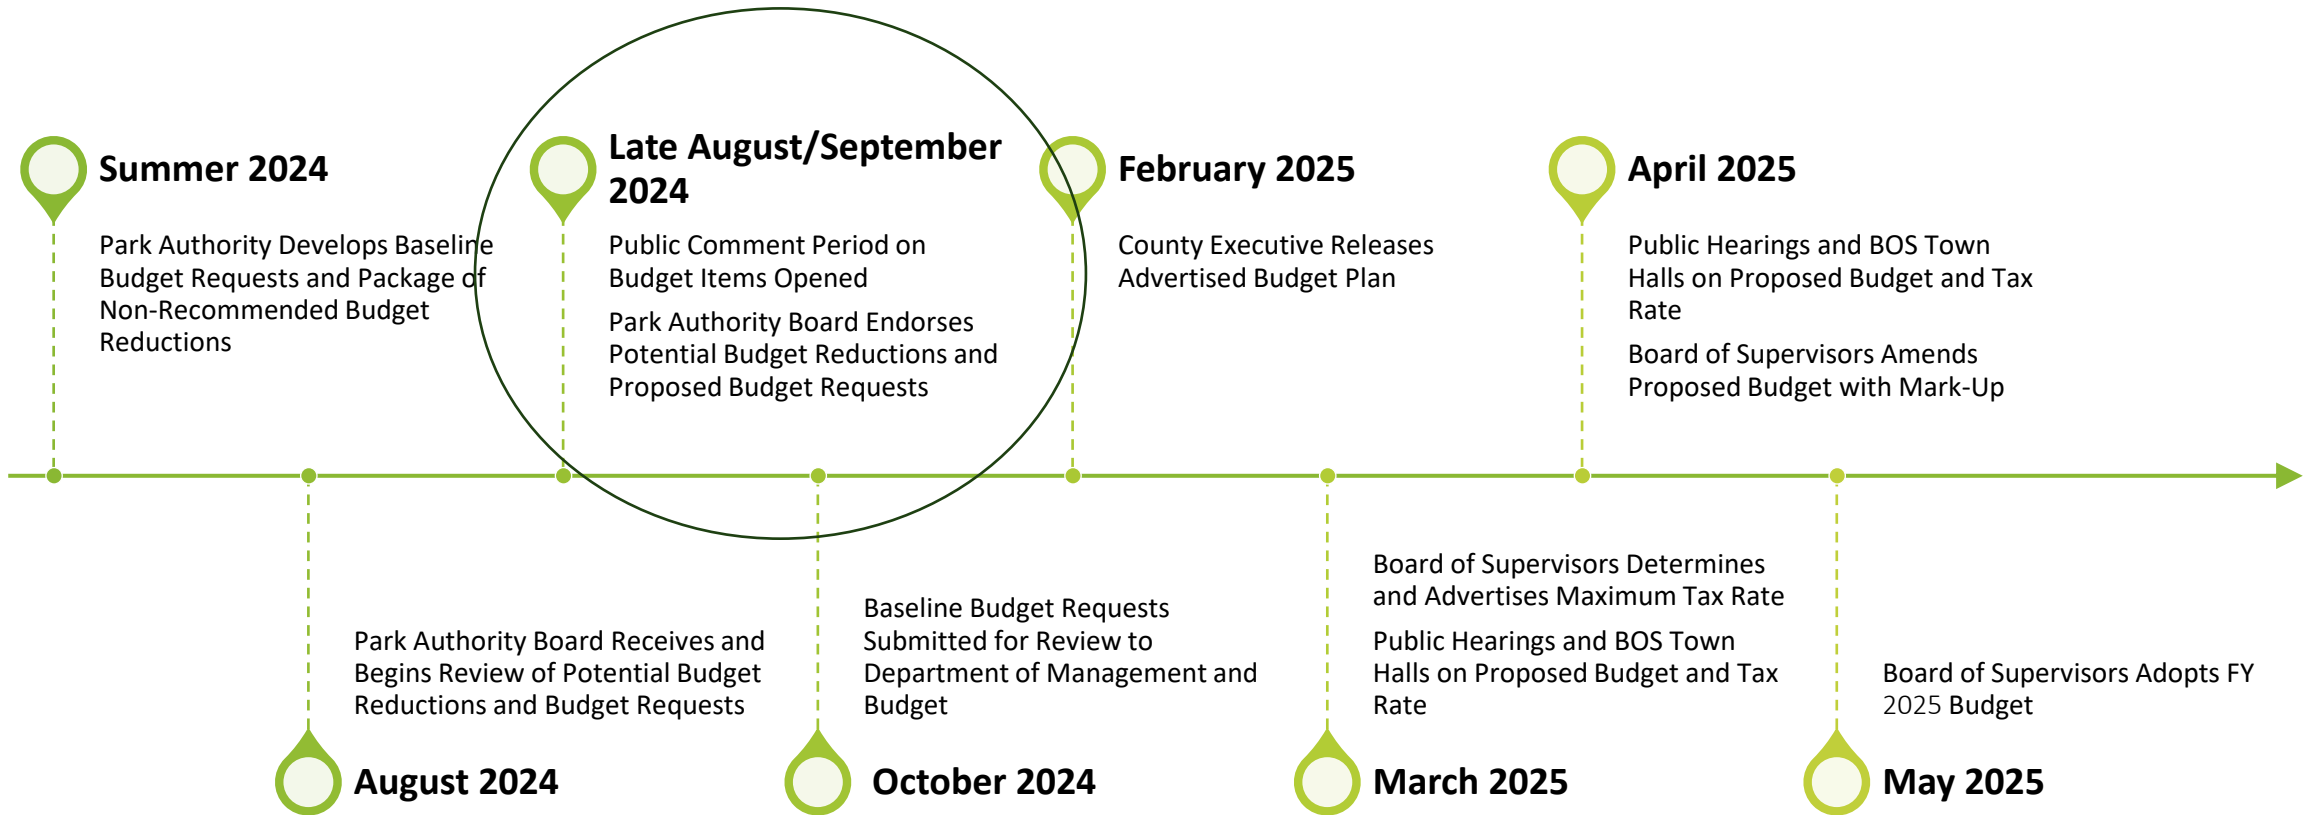 Summer 2024
Park Authority Develops Baseline
Budget Requests and Package of
Non-Recommended Budget
Reductions
Park Authority Board Receives and
Begins Review of Potential Budget
Reductions and Budget Requests
August 2024
Late August/September
2024
Public Comment Period on
Budget Items Opened
Park Authority Board Endorses
Potential Budget Reductions and
Proposed Budget Requests
Baseline Budget Requests
Submitted for Review to
Department of Management and
Budget
October 2024
February 2025
County Executive Releases
Advertised Budget Plan
Board of Supervisors Determines
and Advertises Maximum Tax Rate
Public Hearings and BOS Town
Halls on Proposed Budget and Tax
Rate
March 2025
April 2025
Public Hearings and BOS Town
Halls on Proposed Budget and Tax
Rate
Board of Supervisors Amends
Proposed Budget with Mark-Up
Board of Supervisors Adopts FY
2025 Budget
May 2025